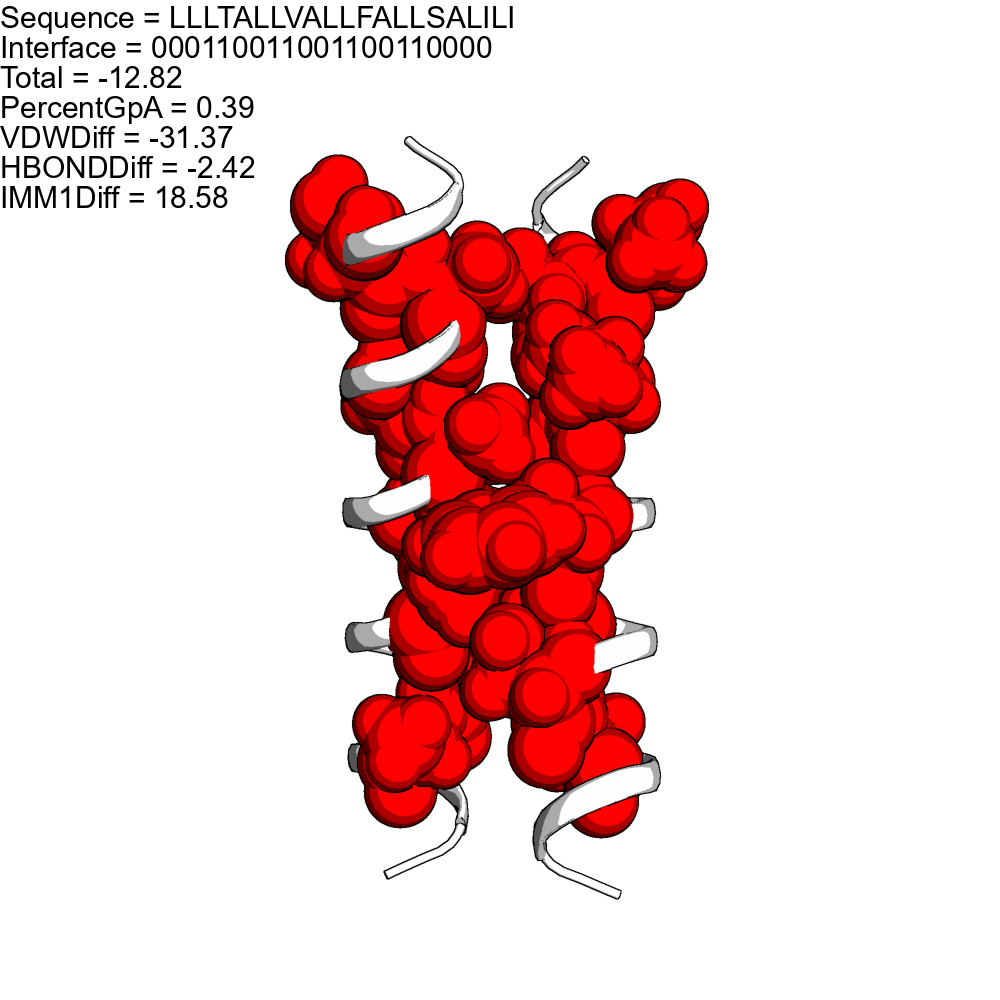 Sequence = LLLTALLVALLFALLSALILI
Interface = 000110011001100110000
Total = -12.82
PercentGpA = 0.39
VDWDiff = -31.37
HBONDDiff = -2.42
IMM1Diff = 18.58